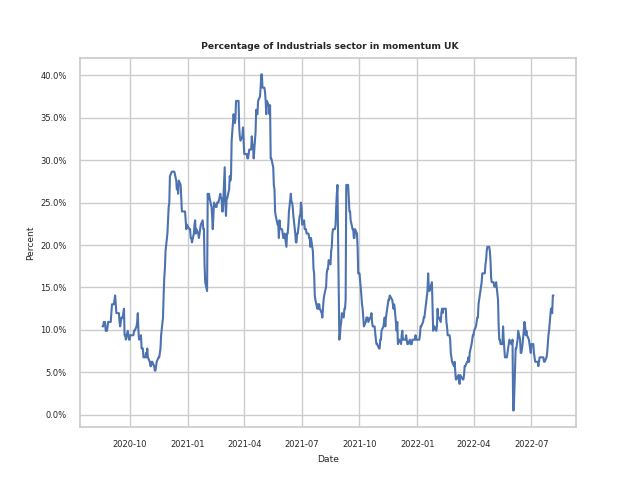 Percentage of Industrials sector in momentum UK
40.0%
35.0%
30.0%
25.0%
20.0%
15.0%
10.0%
5.0%
0.0%
Percent
2020-10 2021-01 2021-04 2021-07 2021-10 2022-01 2022-04 2022-07
Date